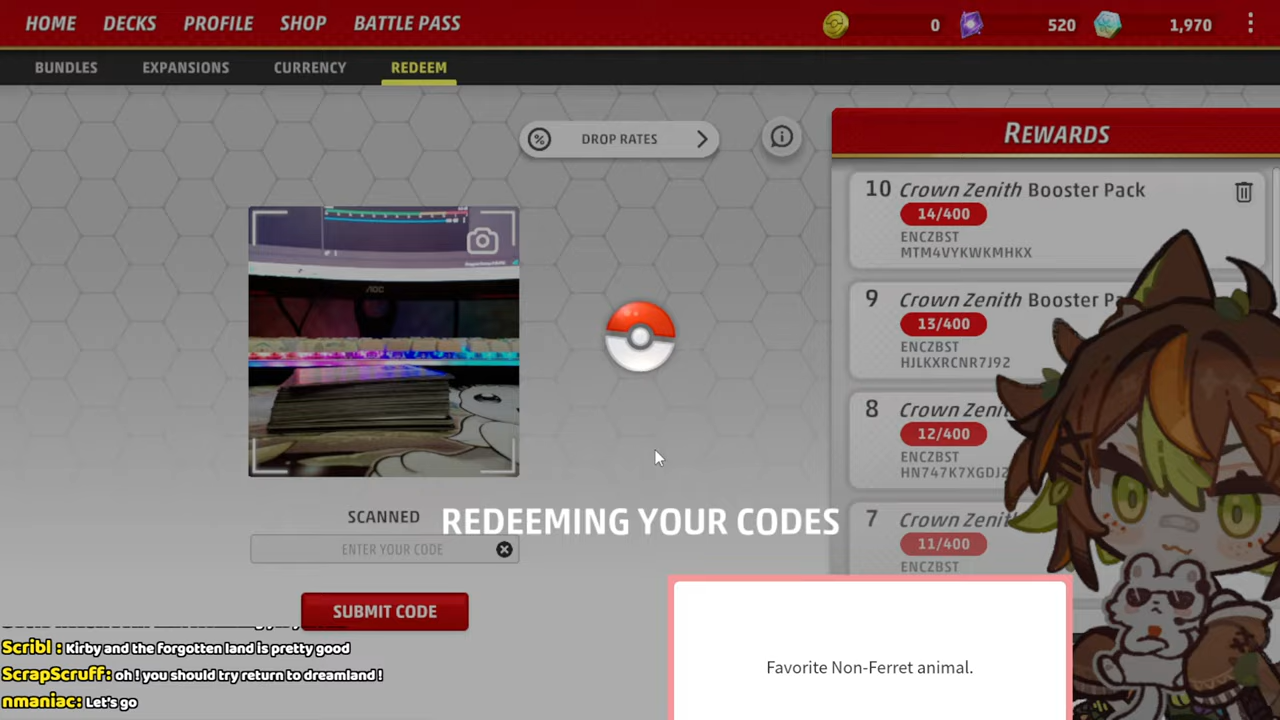 HOME DECKS PROFILE SHOP BATTLE PASS 0 520 1,970
BUNDLES EXPANSIONS CURRENCY REDEEM
DROP RATES
REWARDS
10 Crown Zenith Booster Pack
14/400
ENCZBST
MTM4VYKWKMHKX
9 Crown Zenith Booster Pa
13/400
ENCZBST
HJLKXRCNR7J92
8 Crown Zenit
12/400
ENCZBST
HN747K7XGDJ2
7 Crown Zenit
11/400
ENCZBST
AOC
SCANNED
REDEEMING YOUR CODES
ENTER YOUR CODE
SUBMIT CODE
Scribl : Kirby and the forgotten land is pretty good
ScrapScruff: oh ! you should try return to dreamland !
nmaniac: Let's go
Favorite Non-Ferret animal.